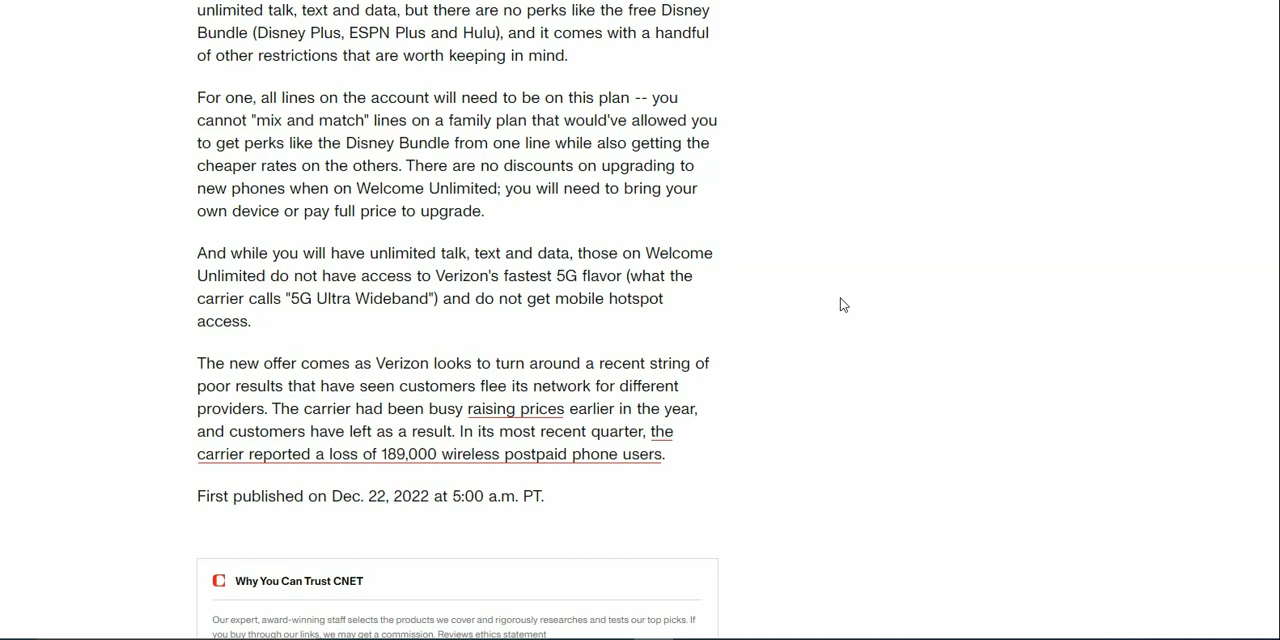 unlimited talk, text and data, but there are no perks like the free Disney
Bundle (Disney Plus, ESPN Plus and Hulu), and it comes with a handful
of other restrictions that are worth keeping in mind.
For one, all lines on the account will need to be on this plan -- you
cannot "mix and match" lines on a family plan that would've allowed you
to get perks like the Disney Bundle from one line while also getting the
cheaper rates on the others. There are no discounts on upgrading to
new phones when on Welcome Unlimited; you will need to bring your
own device or pay full price to upgrade.
And while you will have unlimited talk, text and data, those on Welcome
Unlimited do not have access to Verizon's fastest 5G flavor (what the
carrier calls "5G Ultra Wideband") and do not get mobile hotspot
access.
The new offer comes as Verizon looks to turn around a recent string of
poor results that have seen customers flee its network for different
providers. The carrier had been busy raising prices earlier in the year,
and customers have left as a result. In its most recent quarter, the
carrier reported a loss of 189,000 wireless postpaid phone users.
First published on Dec. 22, 2022 at 5:00 a.m. PT.
Why You Can Trust CNET
Our expert, award-winning staff selects the products we cover and rigorously researches and tests our top picks. If
you buy through our links, we may get a commission. Reviews ethics statement